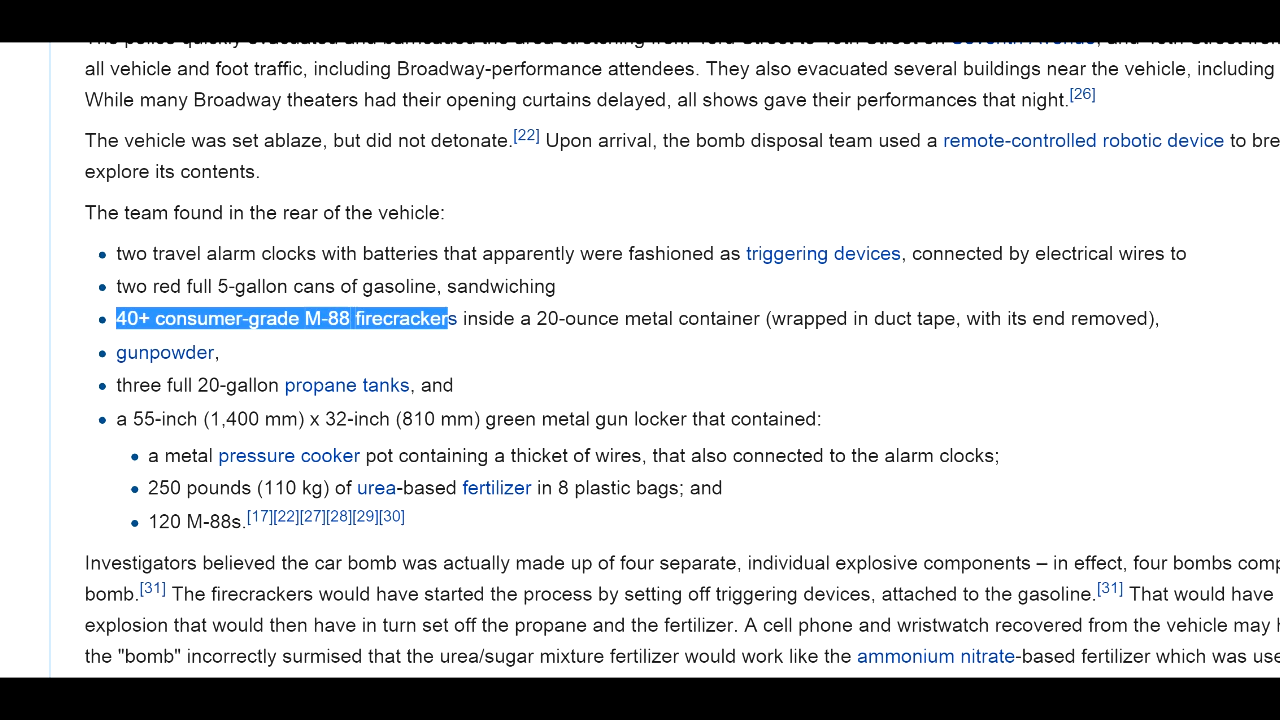 all vehicle and foot traffic, including Broadway-performance attendees. They also evacuated several buildings near the vehicle, including
While many Broadway theaters had their opening curtains delayed, all shows gave their performances that night.[26]
The vehicle was set ablaze, but did not detonate.[22] Upon arrival, the bomb disposal team used a remote-controlled robotic device to bre
explore its contents.
The team found in the rear of the vehicle:
• two travel alarm clocks with batteries that apparently were fashioned as triggering devices, connected by electrical wires to
• two red full 5-gallon cans of gasoline, sandwiching
• 40+ consumer-grade M-88 firecrackers inside a 20-ounce metal container (wrapped in duct tape, with its end removed),
• gunpowder,
• three full 20-gallon propane tanks, and
• a 55-inch (1,400 mm) x 32-inch (810 mm) green metal gun locker that contained:
• a metal pressure cooker pot containing a thicket of wires, that also connected to the alarm clocks;
• 250 pounds (110 kg) of urea-based fertilizer in 8 plastic bags; and
• 120 M-88s.[17][22][27][28][29][30]
Investigators believed the car bomb was actually made up of four separate, individual explosive components – in effect, four bombs comp
bomb.[31] The firecrackers would have started the process by setting off triggering devices, attached to the gasoline.[31] That would have
explosion that would then have in turn set off the propane and the fertilizer. A cell phone and wristwatch recovered from the vehicle may h
the "bomb" incorrectly surmised that the urea/sugar mixture fertilizer would work like the ammonium nitrate-based fertilizer which was use